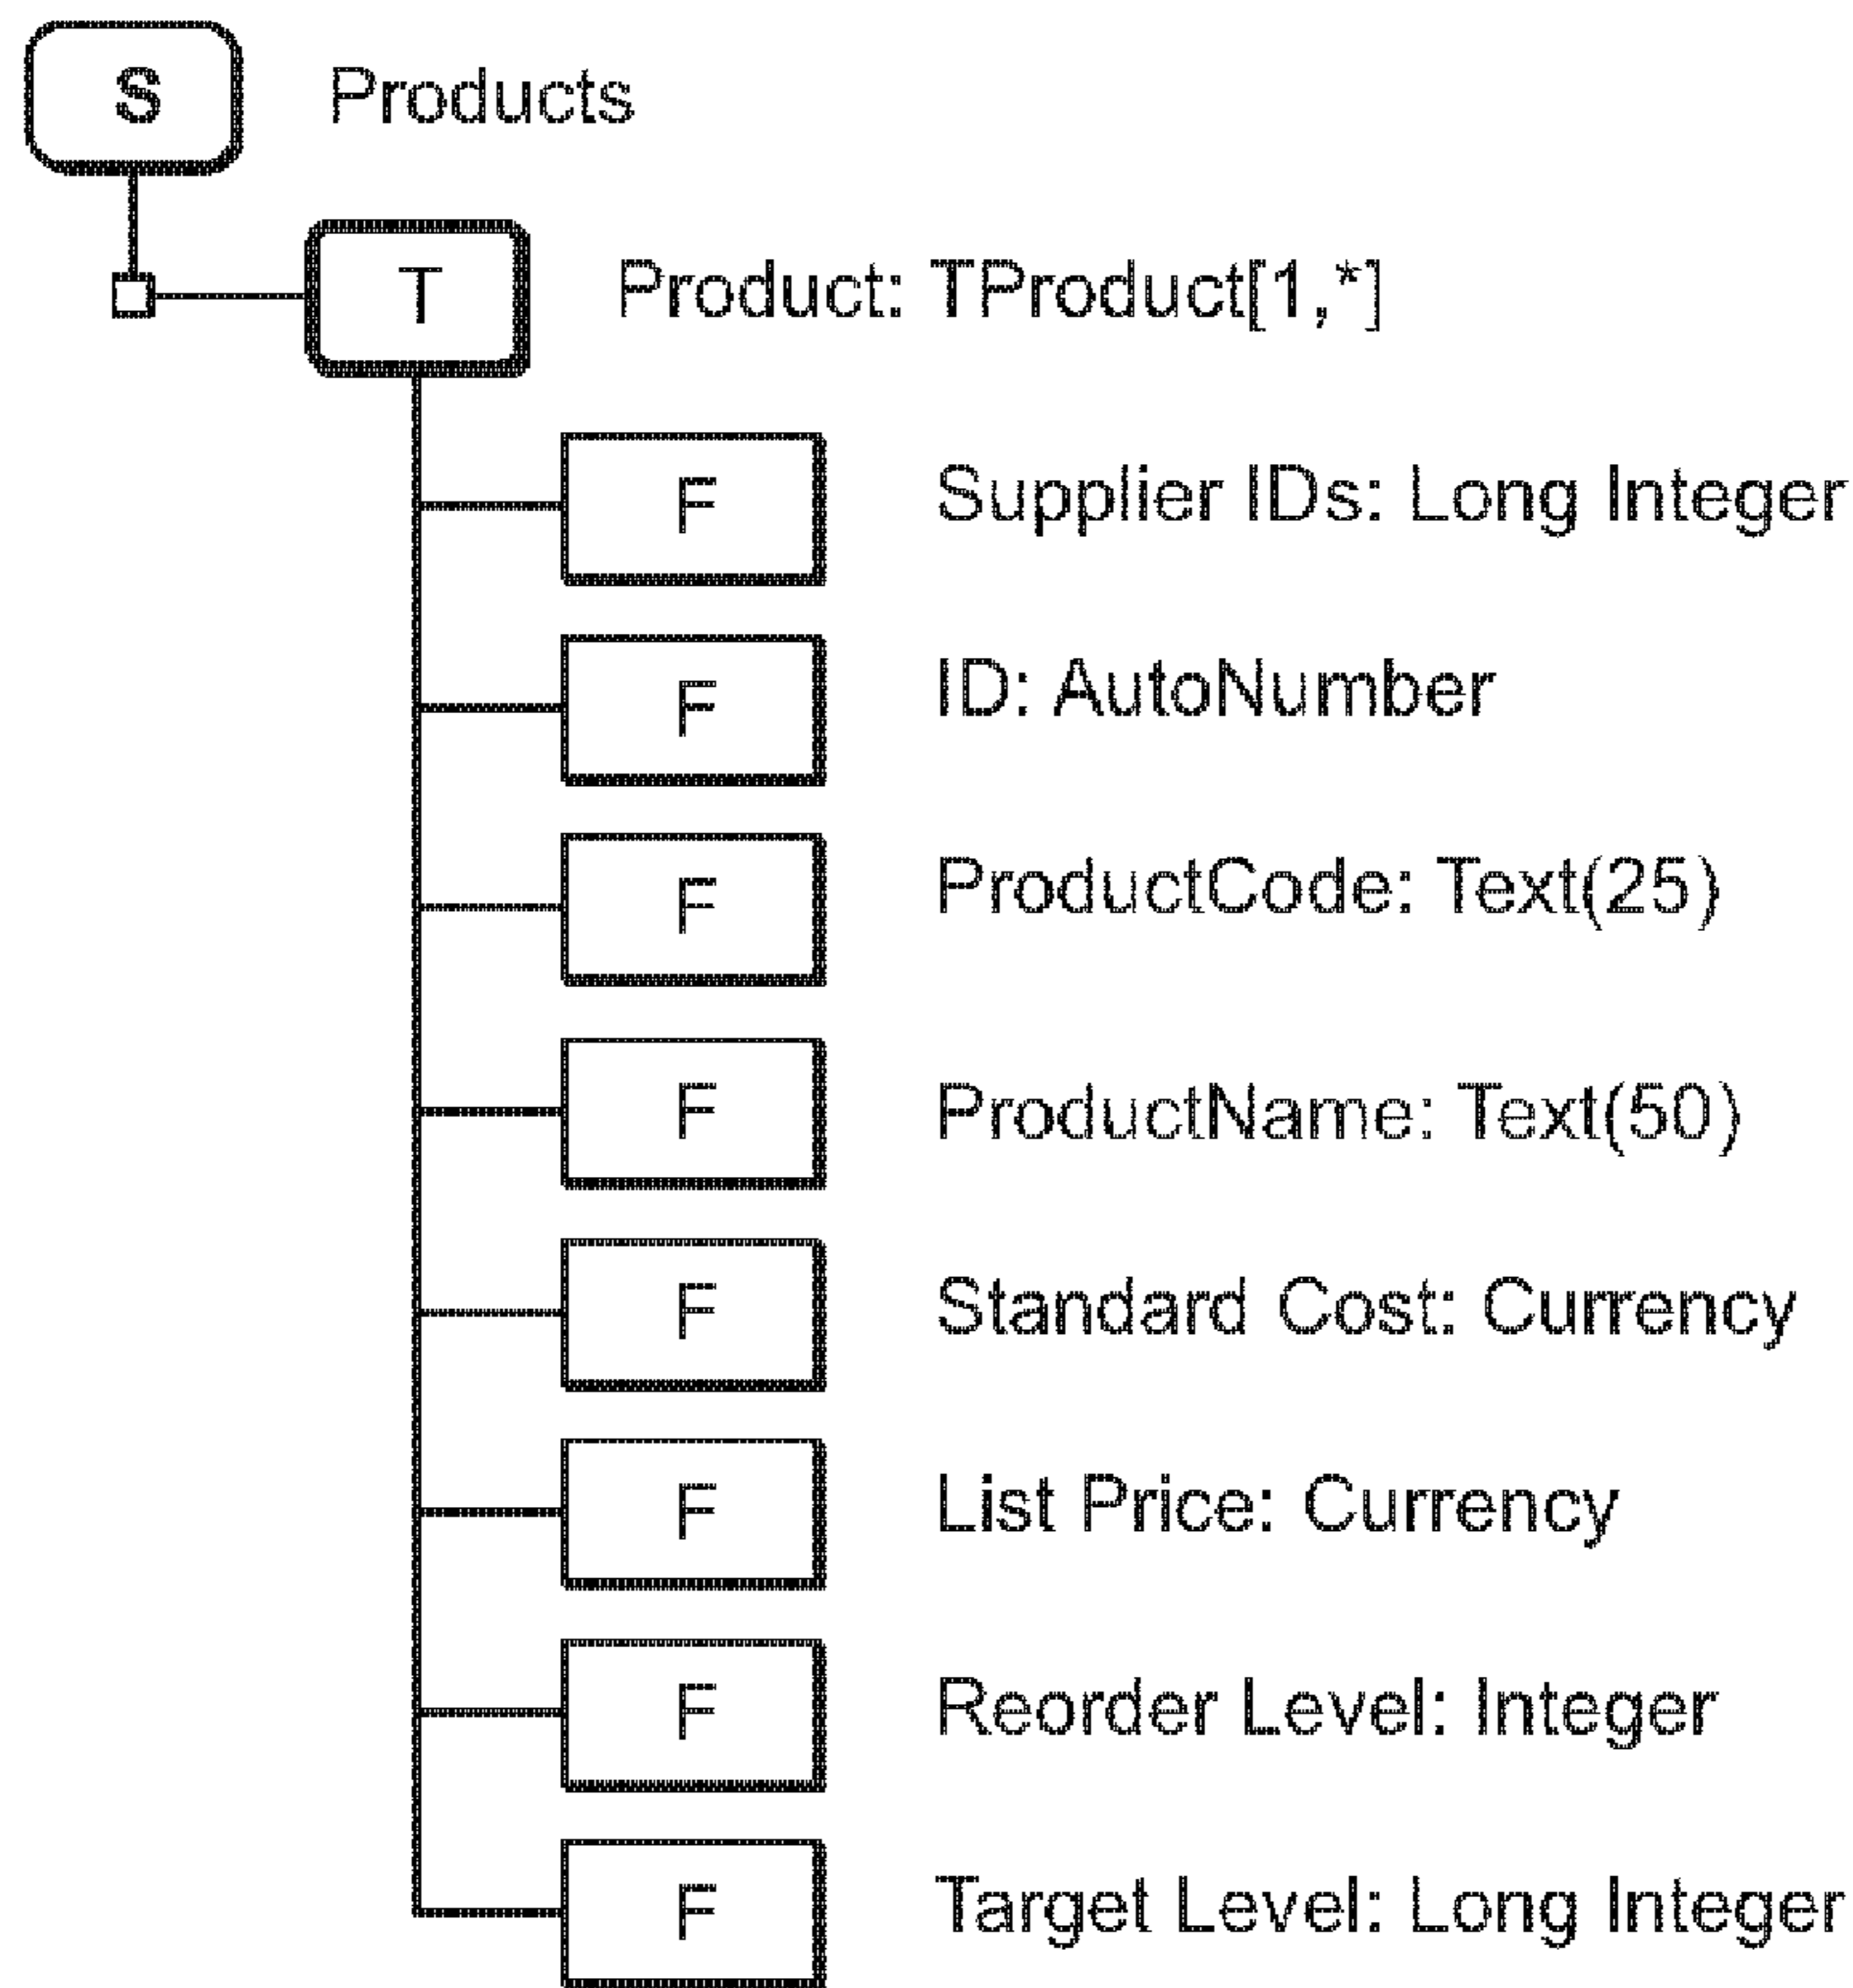 S Products
T Product: TProduct[1,*]
F Supplier IDs: Long Integer
F ID: AutoNumber
F ProductCode: Text(25)
F ProductName: Text(50)
F Standard Cost: Currency
F List Price: Currency
F Reorder Level: Integer
F Target Level: Long Integer